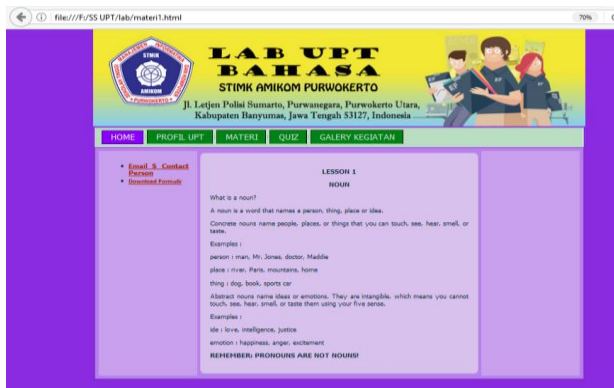 file:///F:/SS UPT/lab/materi1.html
70%
MANAJEMEN INFORMATIKA
STMIK
AMIKOM
PURWOKERTO
LAB UPT
BAHASA
STIMK AMIKOM PURWOKERTO
Jl. Letjen Polisi Sumarto, Purwanegara, Purwokerto Utara,
Kabupaten Banyumas, Jawa Tengah 53127, Indonesia
HOME PROFIL UPT MATERI QUIZ GALERY KEGIATAN
Email $ Contact
Person
Download Formulir
LESSON 1
NOUN
What is a noun?
A noun is a word that names a person, thing, place or idea.
Concrete nouns name people, places, or things that you can touch, see, hear, smell, or
taste.
Examples :
person : man, Mr. Jones, doctor, Maddie
place : river, Paris, mountains, home
thing : dog, book, sports car
Abstract nouns name ideas or emotions. They are intangible, which means you cannot
touch, see, hear, smell, or taste them using your five sense.
Examples :
ide : love, intelligence, justice
emotion : happiness, anger, excitement
REMEMBER: PRONOUNS ARE NOT NOUNS!